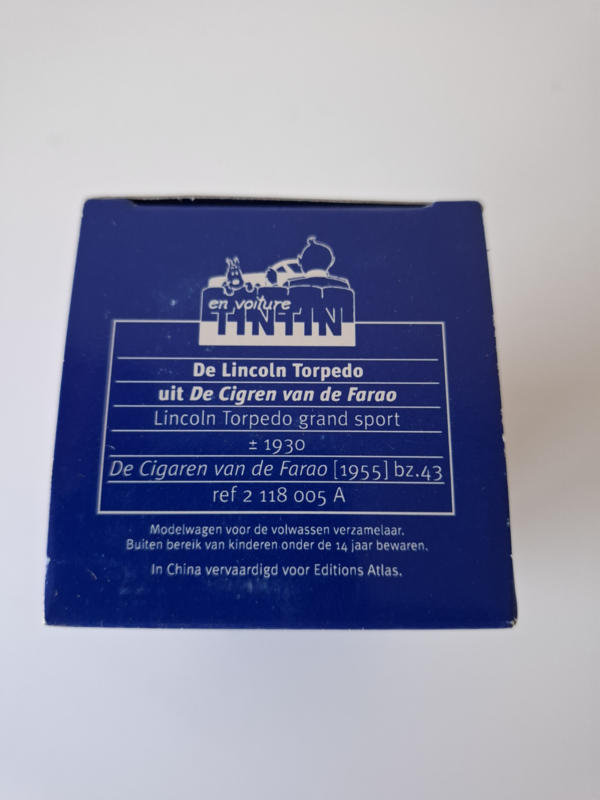 en voiture
TINTIN
De Lincoln Torpedo
uit De Cigren van de Farao
Lincoln Torpedo grand sport
± 1930
De Cigaren van de Farao [1955] bz.43
ref 2 118 005 A
Modelwagen voor de volwassen verzamelaar.
Buiten bereik van kinderen onder de 14 jaar bewaren.
In China vervaardigd voor Editions Atlas.